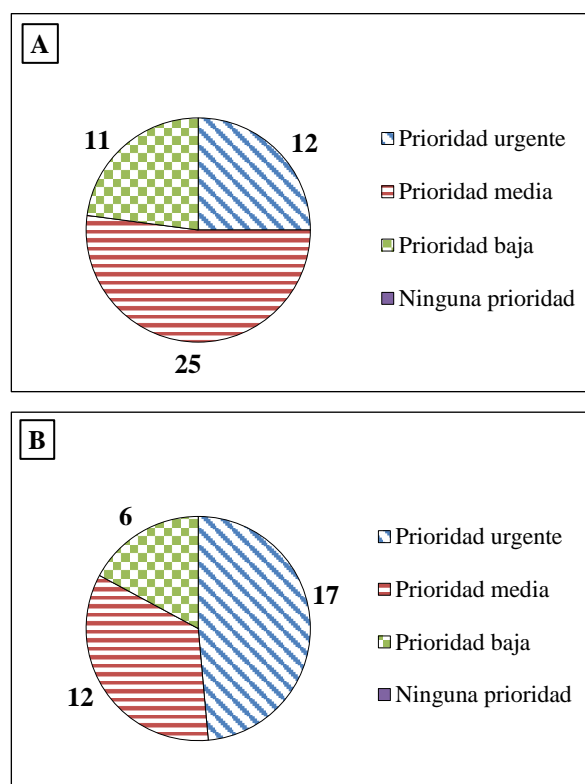 A
11
12
25
Prioridad urgente
Prioridad media
Prioridad baja
Ninguna prioridad
B
6
17
12
Prioridad urgente
Prioridad media
Prioridad baja
Ninguna prioridad